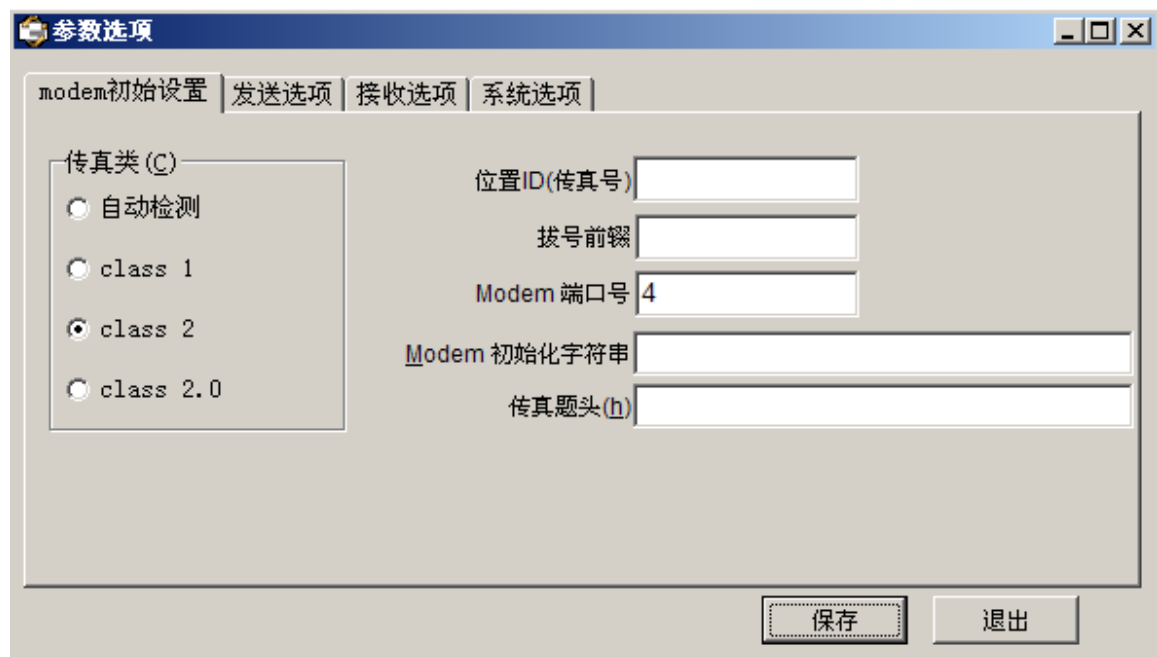 参数选项
modem初始设置 发送选项 接收选项 系统选项
传真类(C)
自动检测
class 1
class 2
class 2.0
位置ID(传真号)
拔号前辍
Modem 端口号 4
Modem 初始化字符串
传真题头(h)
保存 退出